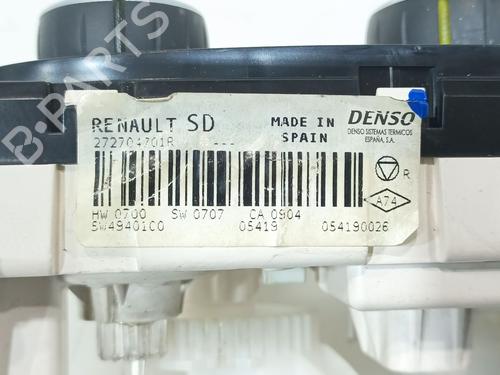 B-PARTS
RENAULT SD
MADE IN
SPAIN
DENSO
DENSO SISTEMAS TERMICOS
ESPAÑA, S.A.
272704701R ---
R
A74
HW 0700 SW 0707 CA 0904
SW494010C 05419 054190026